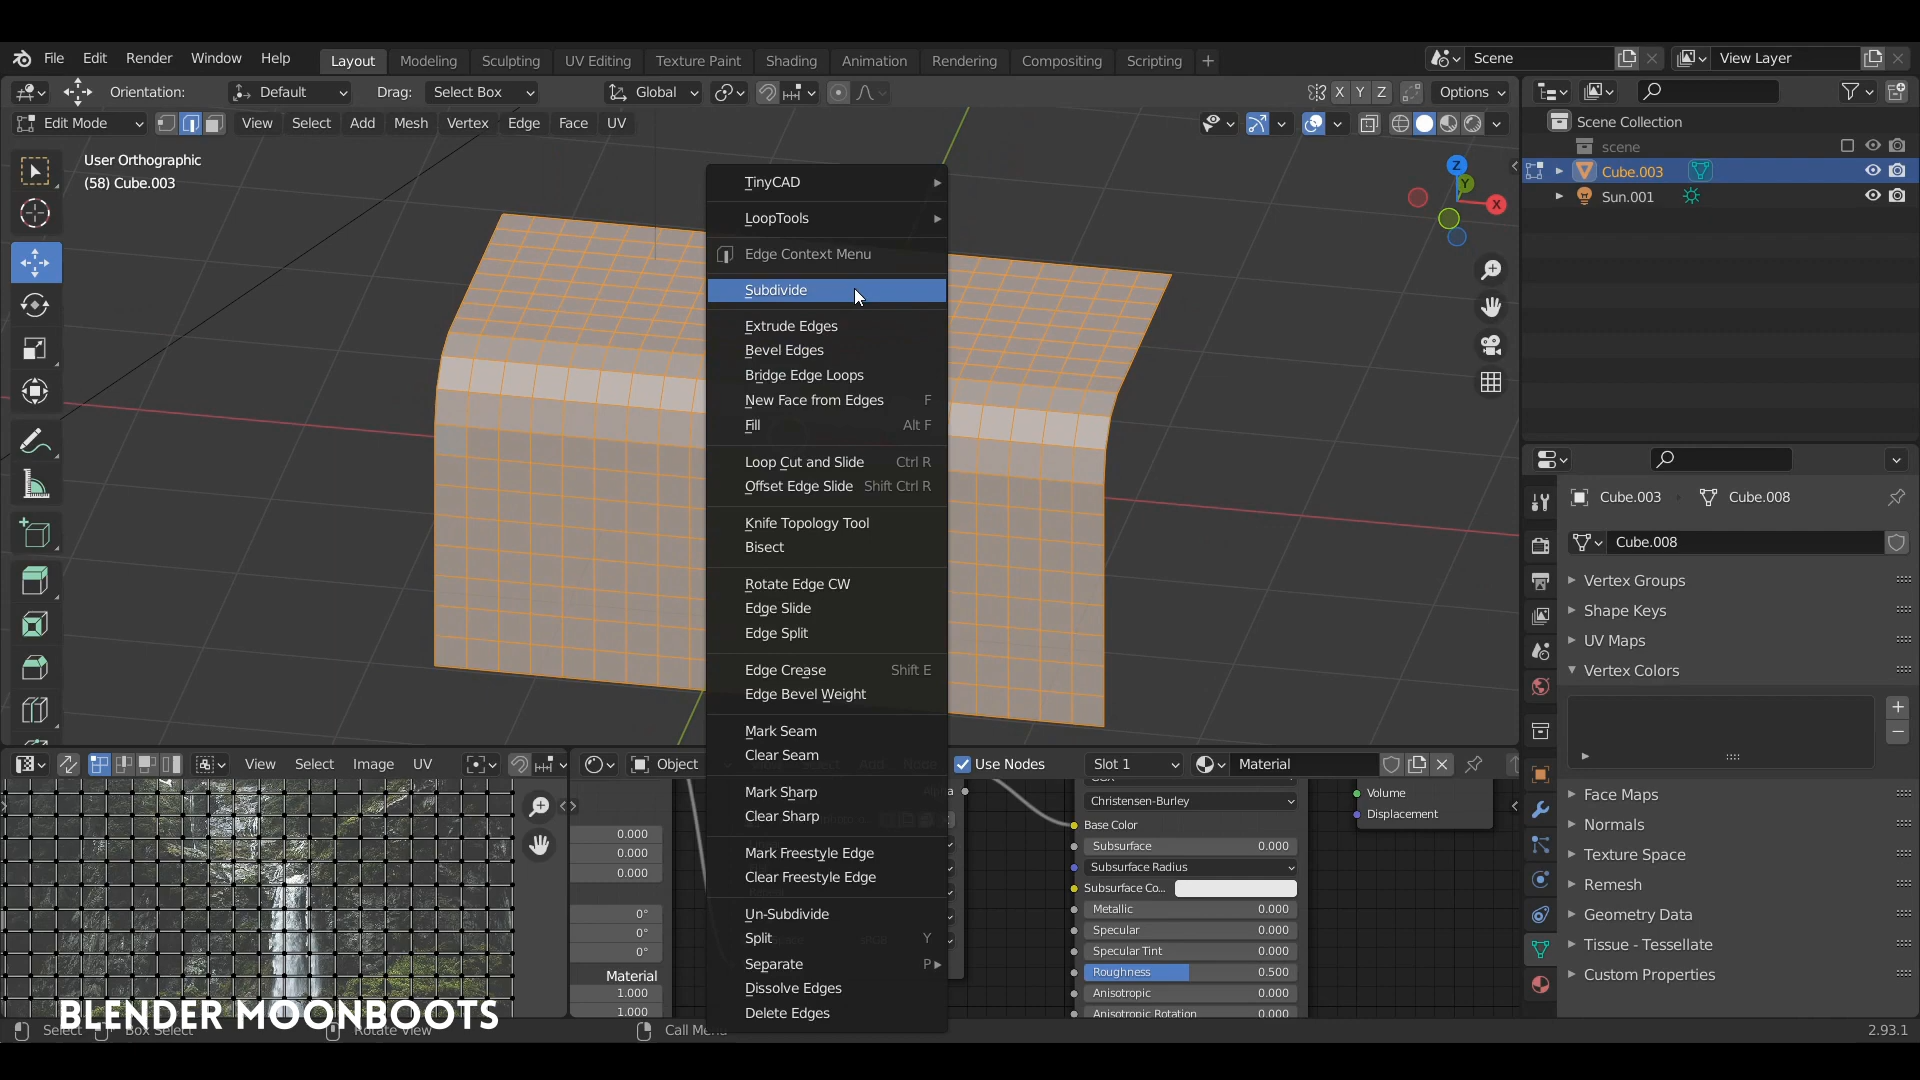 File Edit Render Window Help Layout Modeling Sculpting UV Editing Texture Paint Shading Animation Rendering Compositing Scripting + Scene View Layer
Orientation: Default Drag: Select Box Global X Y Z Options
Edit Mode View Select Add Mesh Vertex Edge Face UV
User Orthographic
(58) Cube.003
Z
Y
X
TinyCAD
LoopTools
Edge Context Menu
Subdivide
Extrude Edges
Bevel Edges
Bridge Edge Loops
New Face from Edges F
Fill Alt F
Loop Cut and Slide Ctrl R
Offset Edge Slide Shift Ctrl R
Knife Topology Tool
Bisect
Rotate Edge CW
Edge Slide
Edge Split
Edge Crease Shift E
Edge Bevel Weight
Mark Seam
Clear Seam
Mark Sharp
Clear Sharp
Mark Freestyle Edge
Clear Freestyle Edge
Un-Subdivide
Split Y
Separate P
Dissolve Edges
Delete Edges
Scene Collection
scene
Cube.003
Sun.001
Cube.003 Cube.008
Cube.008
Vertex Groups
Shape Keys
UV Maps
Vertex Colors
Face Maps
Normals
Texture Space
Remesh
Geometry Data
Tissue - Tessellate
Custom Properties
View Select Image UV
Object Use Nodes Slot 1 Material
0.000
0.000
0.000
0°
0°
0°
Material
1.000
1.000
Christensen-Burley
Base Color
Subsurface 0.000
Subsurface Radius
Subsurface Co...
Metallic 0.000
Specular 0.000
Specular Tint 0.000
Roughness 0.500
Anisotropic 0.000
Anisotropic Rotation 0.000
Volume
Displacement
BLENDER MOONBOOTS
Select Box Select Rotate View Call Menu 2.93.1